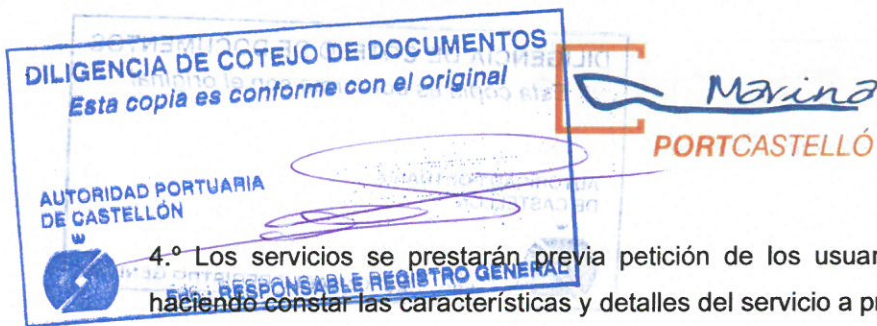 DILIGENCIA DE COTEJO DE DOCUMENTOS
Esta copia es conforme con el original
AUTORIDAD PORTUARIA
DE CASTELLÓN
RESPONSABLE REGISTRO GENERAL
Marina
PORTCASTELLÓ
4.º Los servicios se prestarán previa petición de los usuar
haciendo constar las características y detalles del servicio a pr